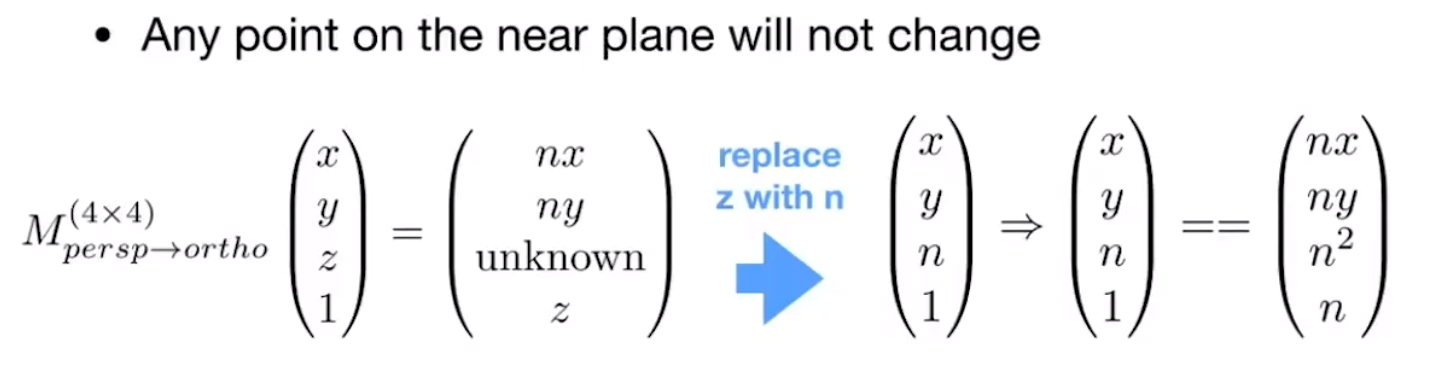 • Any point on the near plane will not change
M_{persp→ortho}^{(4×4)} (x y z 1) = (nx ny unknown z) replace z with n (x y n 1) ⇒ (x y n 1) == (nx ny n² n)